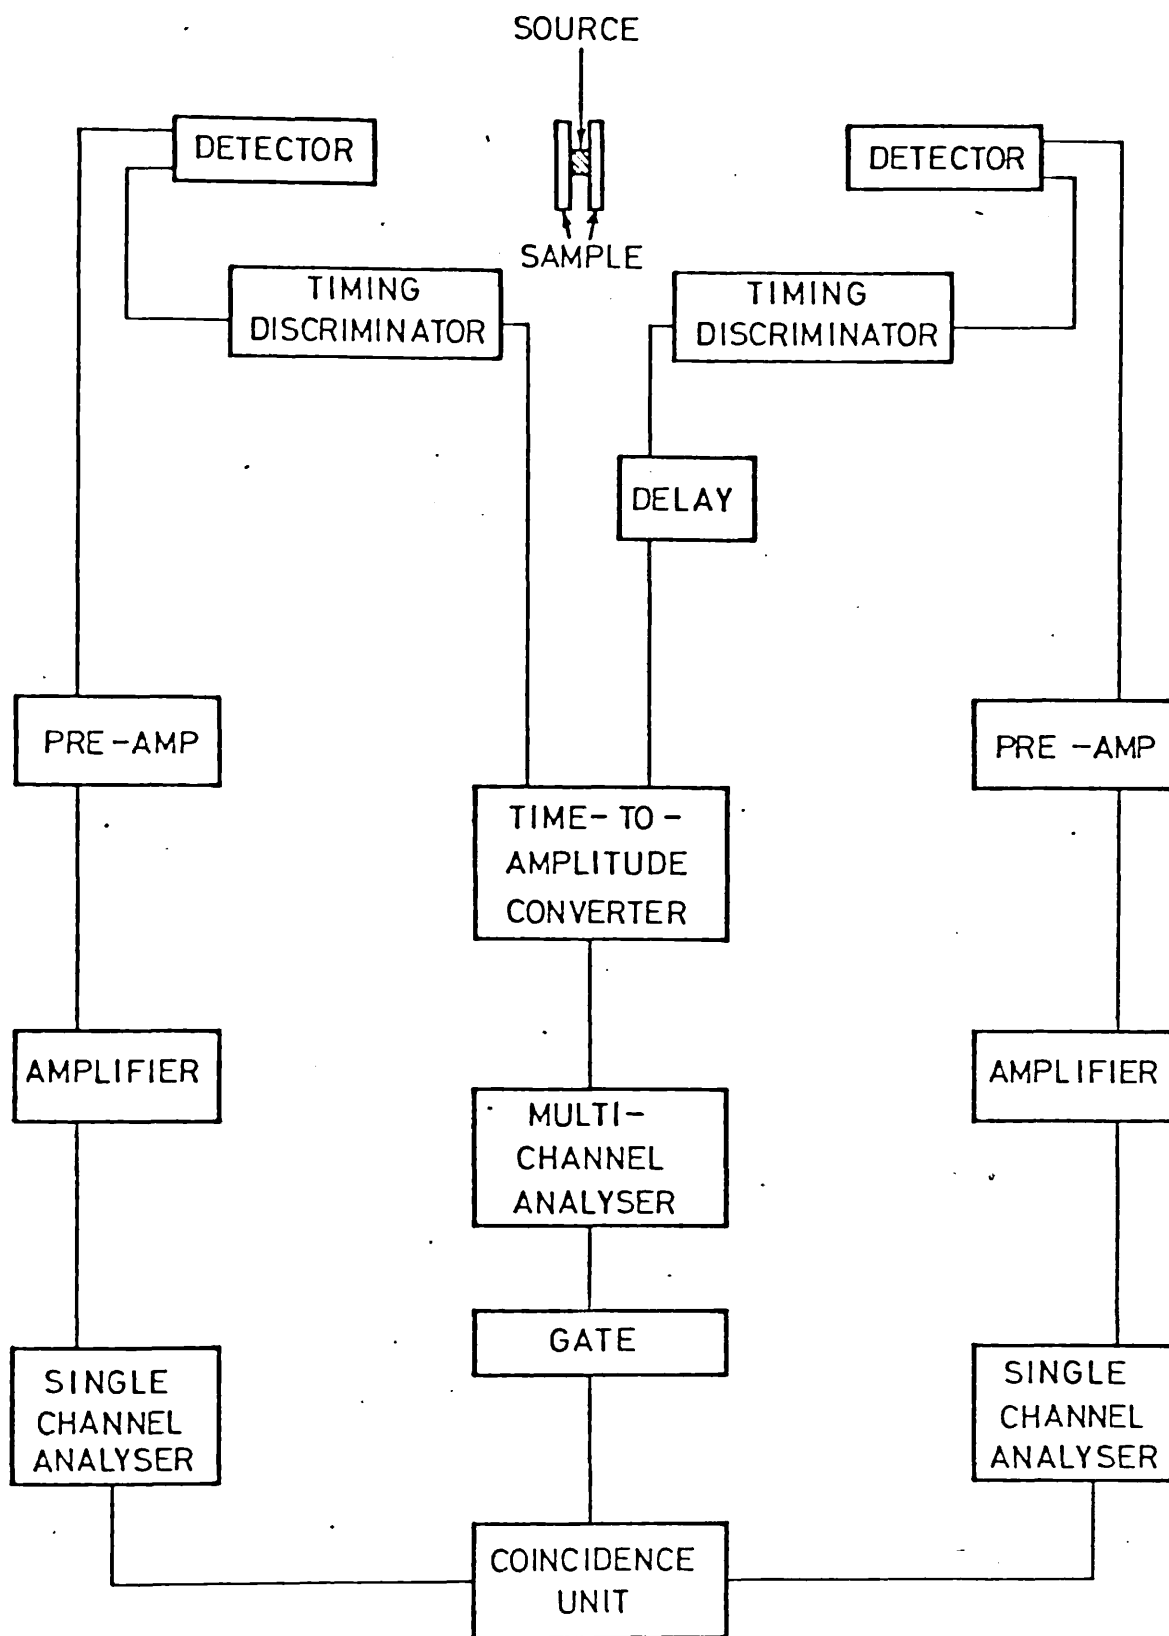 SOURCE
DETECTOR
DETECTOR
SAMPLE
TIMING
DISCRIMINATOR
TIMING
DISCRIMINATOR
DELAY
PRE-AMP
PRE-AMP
TIME-TO-
AMPLITUDE
CONVERTER
AMPLIFIER
AMPLIFIER
MULTI-
CHANNEL
ANALYSER
GATE
SINGLE
CHANNEL
ANALYSER
SINGLE
CHANNEL
ANALYSER
COINCIDENCE
UNIT